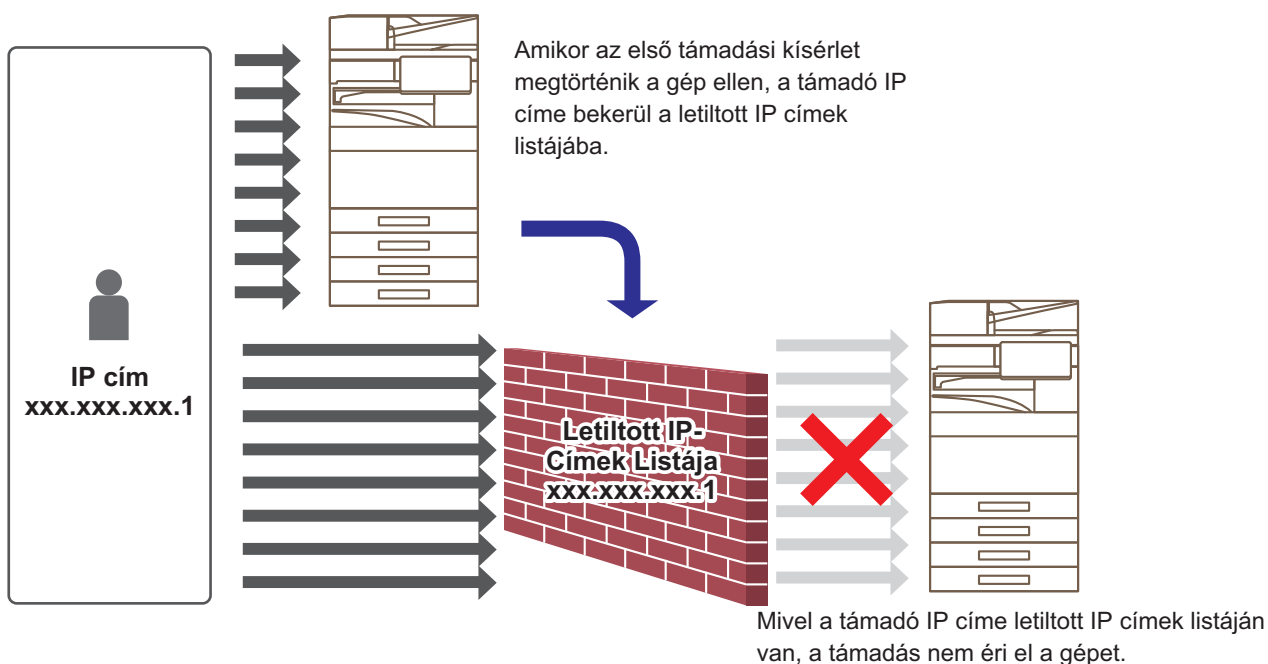 Amikor az első támadási kísérlet
megtörténik a gép ellen, a támadó IP
címe bekerül a letiltott IP címek
listájába.
IP cím
xxx.xxx.xxx.1
Letiltott IP-
Címek Listája
xxx.xxx.xxx.1
Mivel a támadó IP címe letiltott IP címek listáján
van, a támadás nem éri el a gépet.